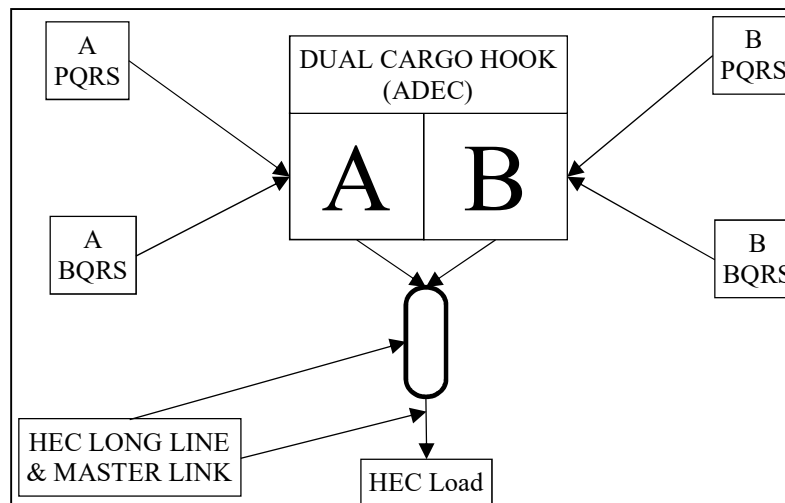 A
PQRS
DUAL CARGO HOOK
(ADEC)
B
PQRS
A
B
A
BQRS
B
BQRS
HEC LONG LINE
& MASTER LINK
HEC Load